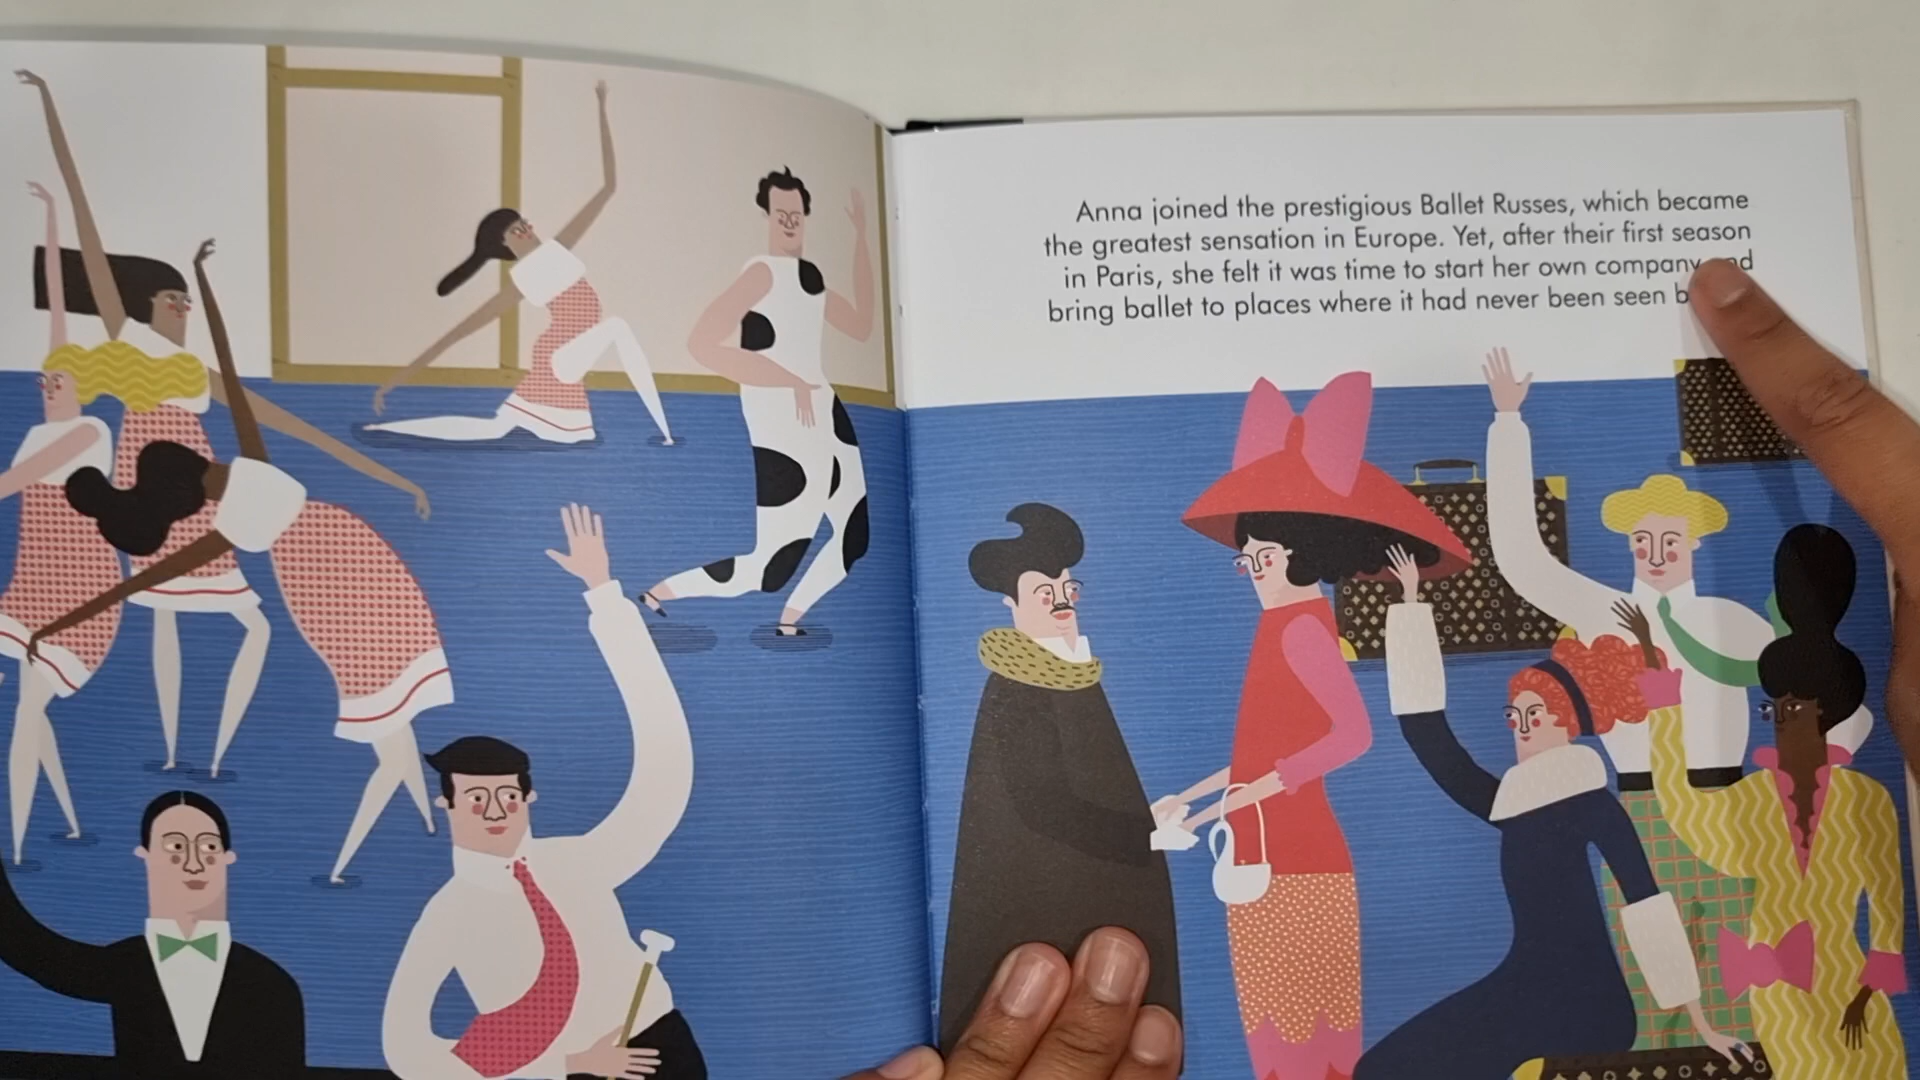 Anna joined the prestigious Ballet Russes, which became
the greatest sensation in Europe. Yet, after their first season
in Paris, she felt it was time to start her own company
bring ballet to places where it had never been seen